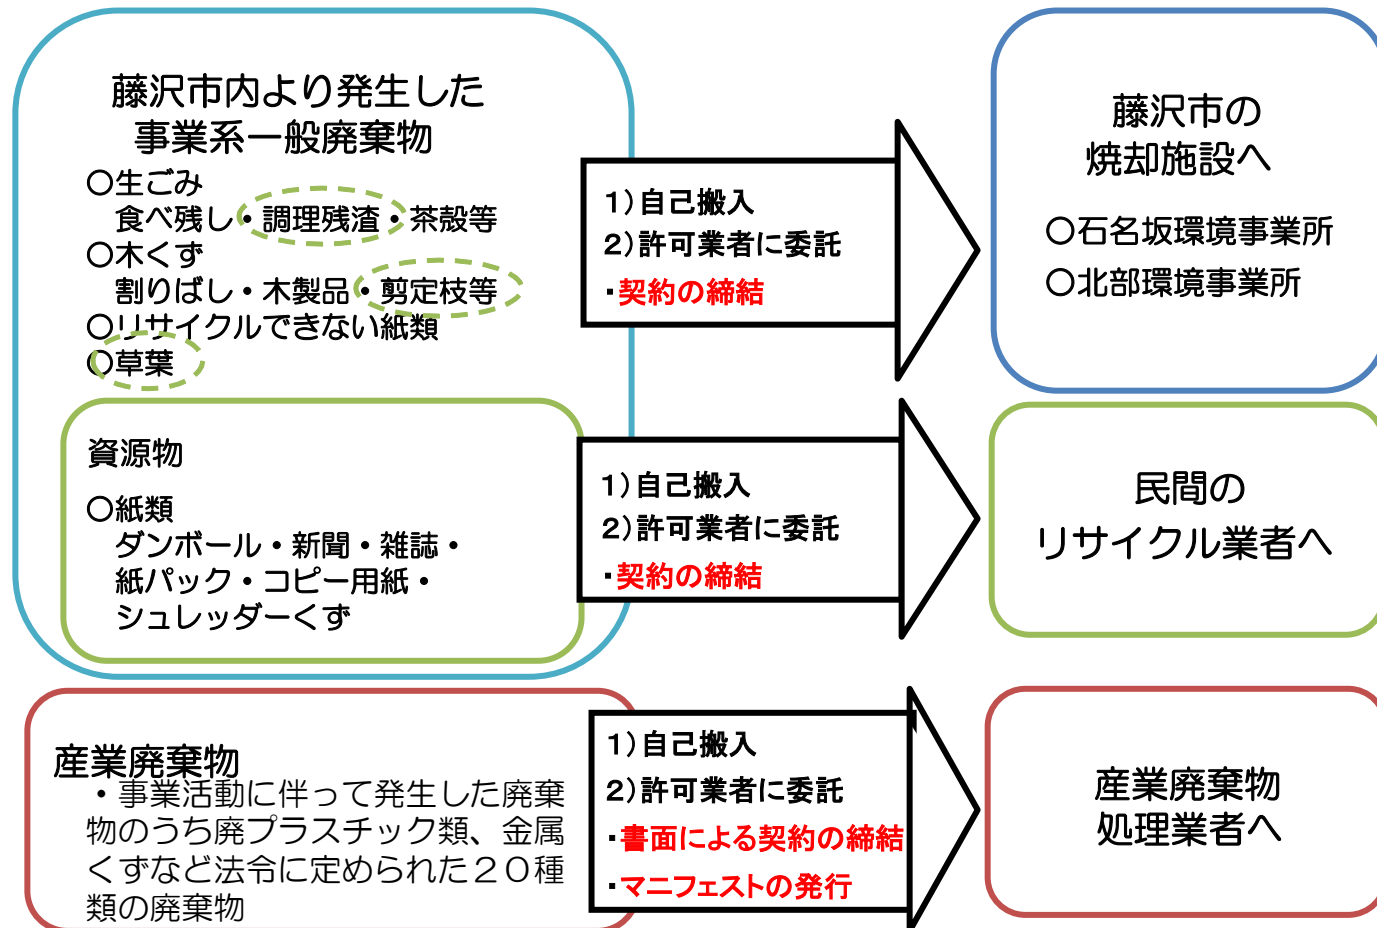 藤沢市内より発生した
事業系一般廃棄物
〇生ごみ
食べ残し・調理残渣・茶殻等
〇木くず
割りばし・木製品・剪定枝等
〇リサイクルできない紙類
〇草葉
1）自己搬入
2）許可業者に委託
・契約の締結
藤沢市の
焼却施設へ
〇石名坂環境事業所
〇北部環境事業所
資源物
〇紙類
ダンボール・新聞・雑誌・
紙パック・コピー用紙・
シュレッダーくず
1）自己搬入
2）許可業者に委託
・契約の締結
民間の
リサイクル業者へ
産業廃棄物
・事業活動に伴って発生した廃棄
物のうち廃プラスチック類、金属
くずなど法令に定められた２０種
類の廃棄物
1）自己搬入
2）許可業者に委託
・書面による契約の締結
・マニフェストの発行
産業廃棄物
処理業者へ